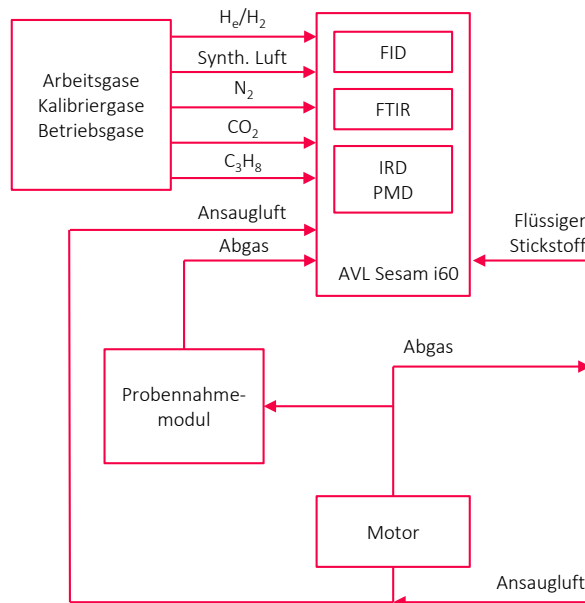 Arbeitsgase
Kalibriergase
Betriebsgase
Hₑ/H₂
Synth. Luft
N₂
CO₂
C₃H₈
Ansaugluft
Abgas
FID
FTIR
IRD
PMD
AVL Sesam i60
Flüssiger
Stickstoff
Probennahme-
modul
Abgas
Motor
Ansaugluft